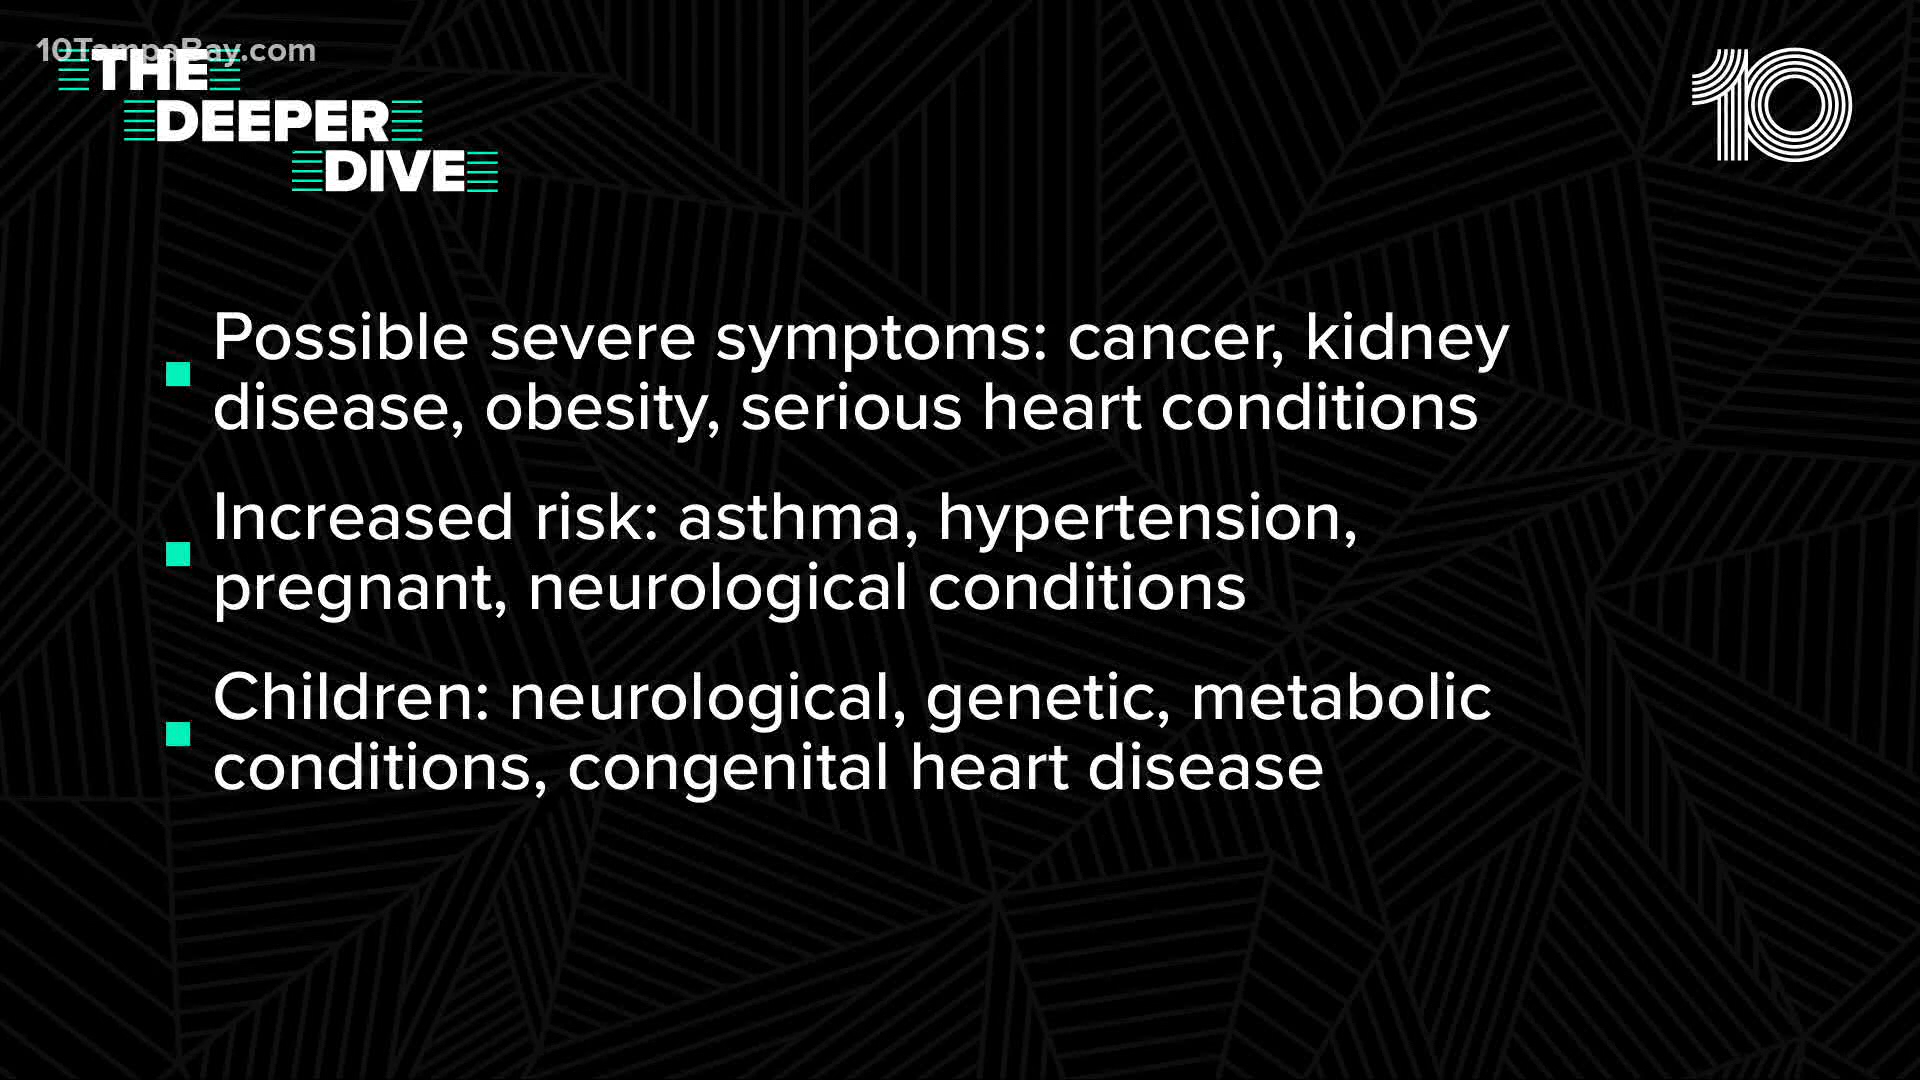 10TampaBay.com
THE
DEEPER
DIVE
10
Possible severe symptoms: cancer, kidney
disease, obesity, serious heart conditions
Increased risk: asthma, hypertension,
pregnant, neurological conditions
Children: neurological, genetic, metabolic
conditions, congenital heart disease